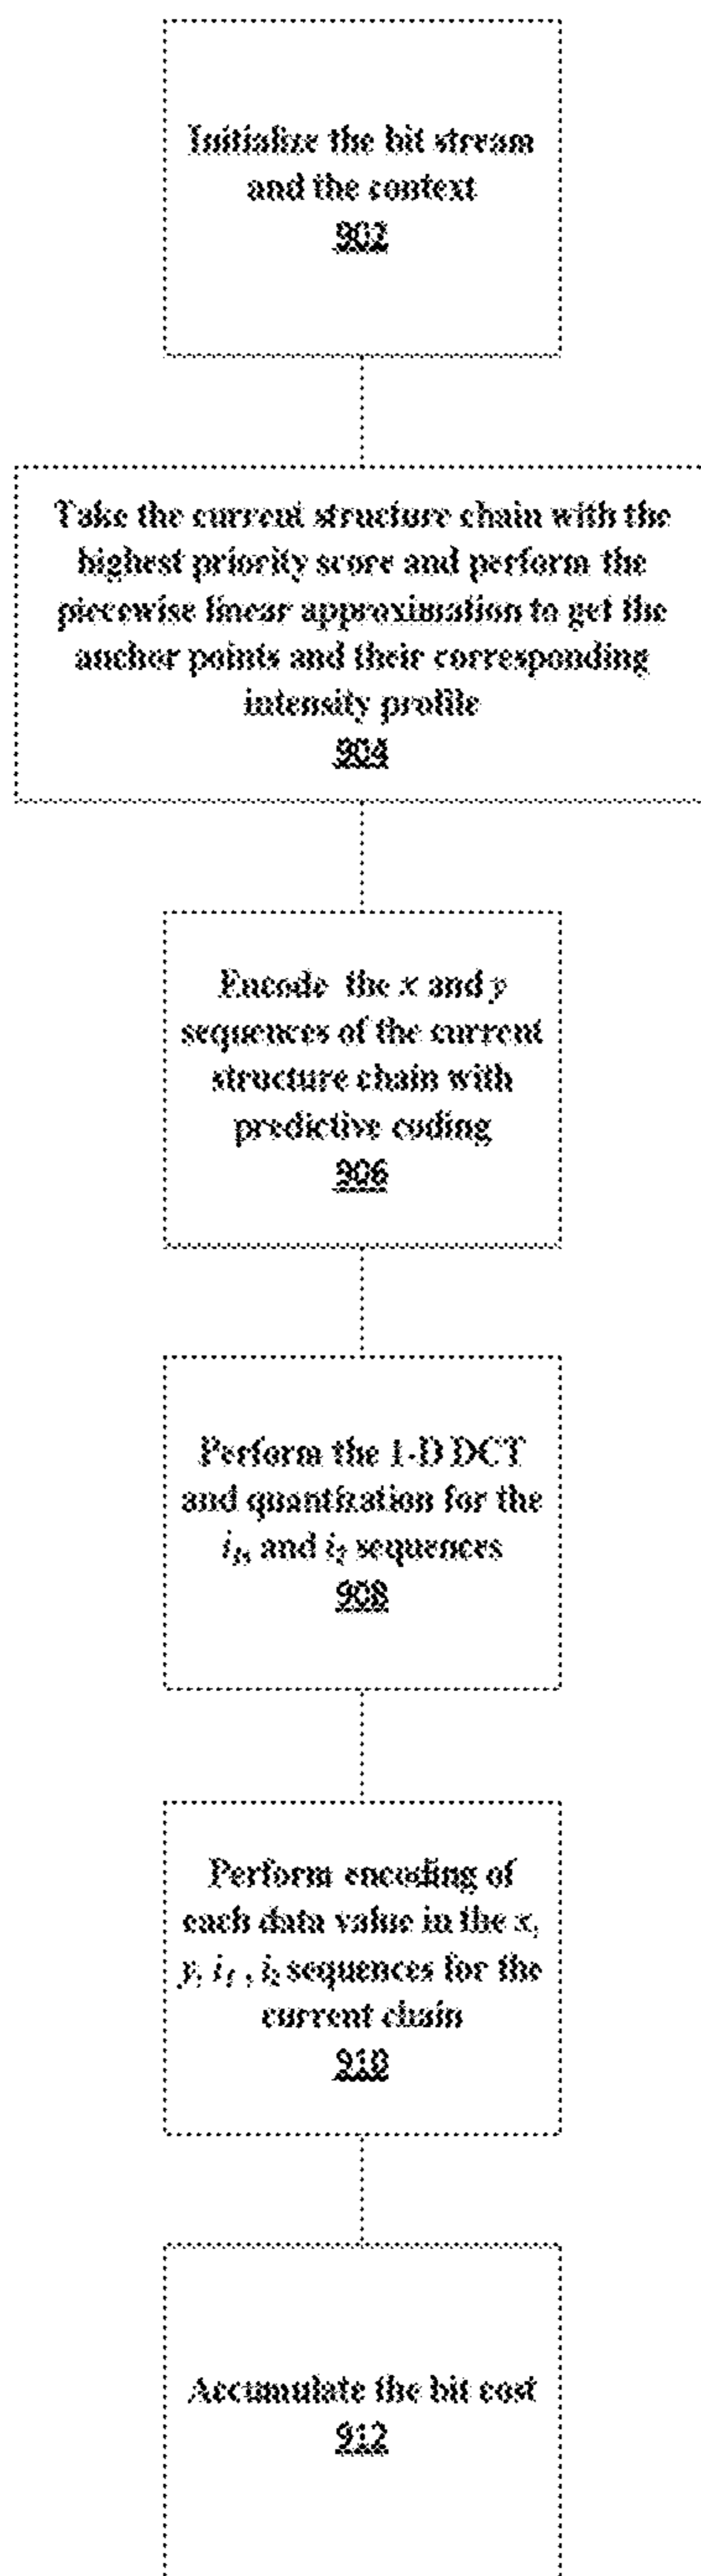 Initialize the bit stream
and the context
902
Take the current structure chain with the
highest priority score and perform the
piecewise linear approximation to get the
anchor points and their corresponding
intensity profile
904
Encode the x and y
sequences of the current
structure chain with
predictive coding
906
Perform the 1-D DCT
and quantization for the
and i₂ sequences
908
Perform encoding of
each data value in the x,
y, i₁, i₂ sequences for the
current chain
910
Accumulate the bit cost
912